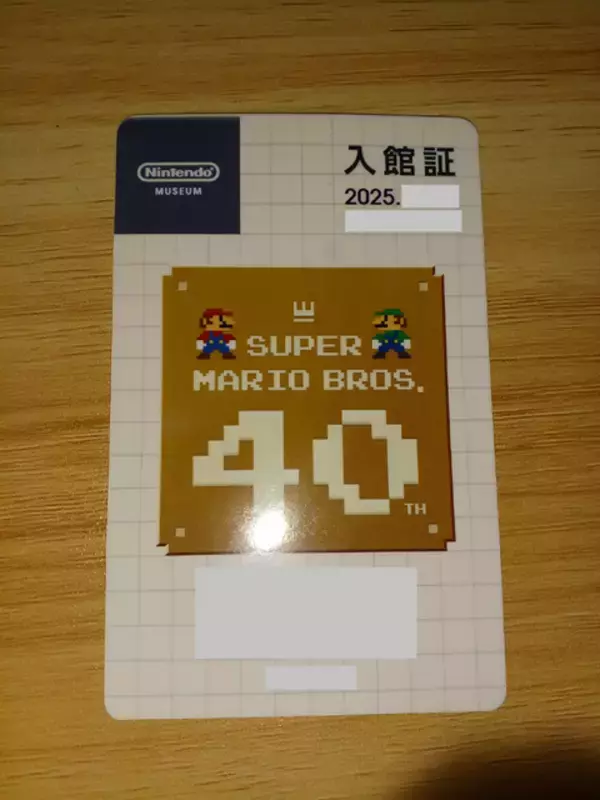 Nintendo
MUSEUM
入館証
2025.
SUPER
MARIO BROS.
40
TH